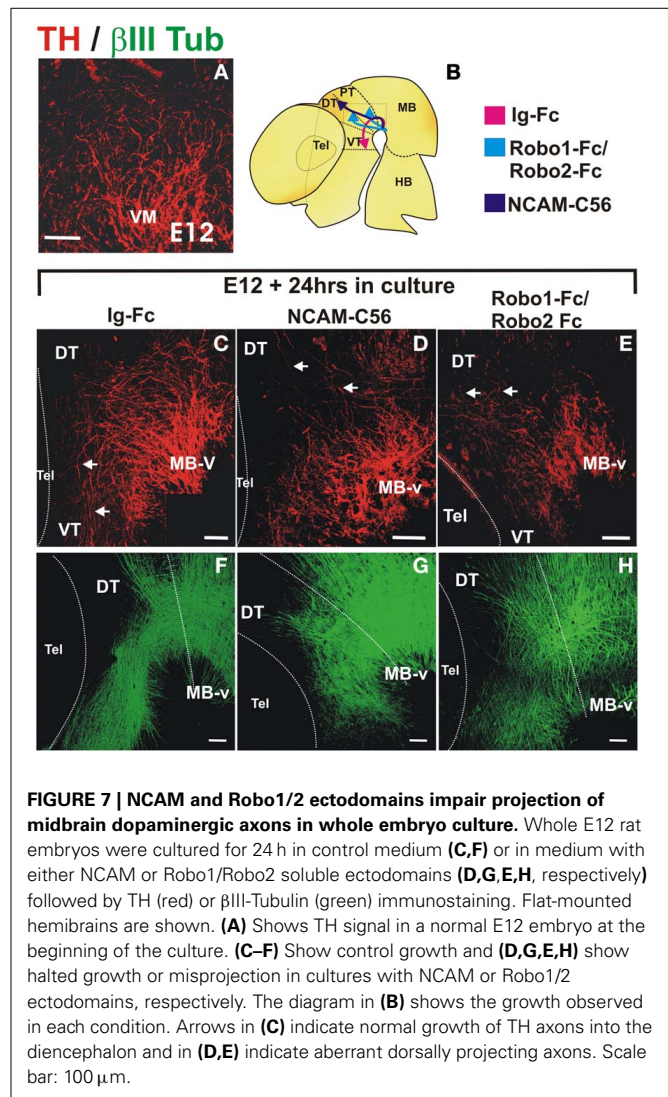 TH / βIII Tub
A
VM
E12
B
PT
DT
MB
Tel
VT
HB
Ig-Fc
Robo1-Fc/
Robo2-Fc
NCAM-C56
E12 + 24hrs in culture
Ig-Fc
NCAM-C56
Robo1-Fc/
Robo2 Fc
DT
C
MB-V
Tel
VT
DT
D
MB-v
Tel
DT
E
MB-v
Tel
VT
F
DT
Tel
MB-v
G
DT
MB-v
Tel
H
DT
Tel
MB-v
FIGURE 7 | NCAM and Robo1/2 ectodomains impair projection of
midbrain dopaminergic axons in whole embryo culture. Whole E12 rat
embryos were cultured for 24 h in control medium (C,F) or in medium with
either NCAM or Robo1/Robo2 soluble ectodomains (D,G,E,H, respectively)
followed by TH (red) or βIII-Tubulin (green) immunostaining. Flat-mounted
hemibrains are shown. (A) Shows TH signal in a normal E12 embryo at the
beginning of the culture. (C–F) Show control growth and (D,G,E,H) show
halted growth or misprojection in cultures with NCAM or Robo1/2
ectodomains, respectively. The diagram in (B) shows the growth observed
in each condition. Arrows in (C) indicate normal growth of TH axons into the
diencephalon and in (D,E) indicate aberrant dorsally projecting axons. Scale
bar: 100 μm.